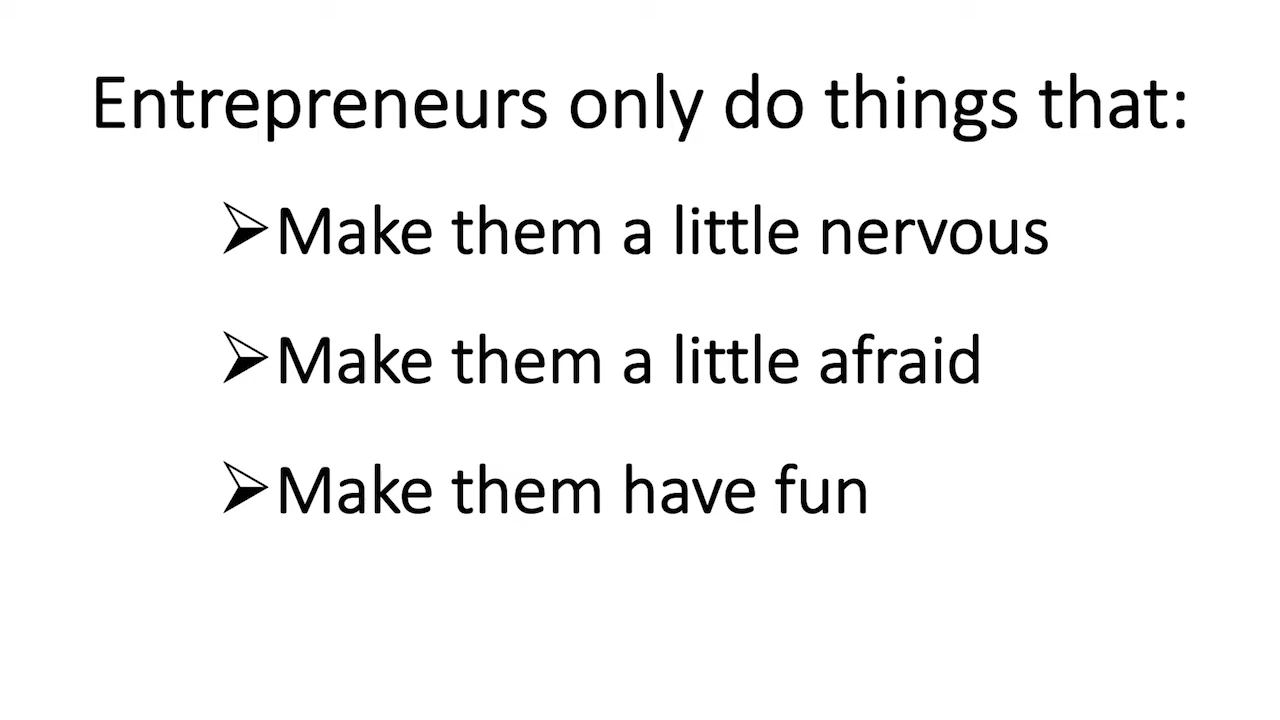 Entrepreneurs only do things that:
➢Make them a little nervous
➢Make them a little afraid
➢Make them have fun